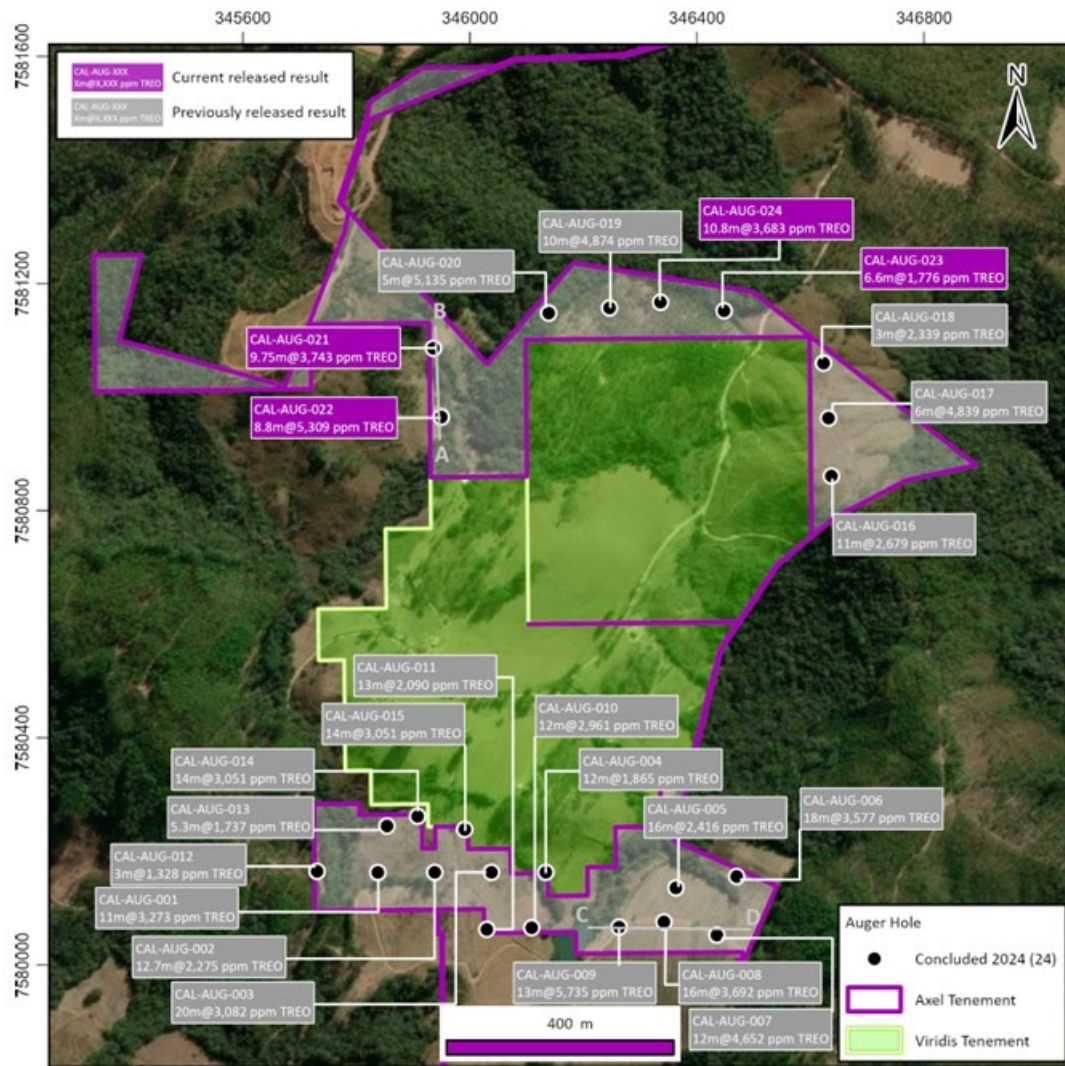 345600
346000
346400
346800
7581600
7581200
7580800
7580400
7580000
CAL-AUG-XXX
Xm@X,XXX ppm TREO
Current released result
CAL-AUG-XXX
Xm@X,XXX ppm TREO
Previously released result
N
CAL-AUG-024
10.8m@3,683 ppm TREO
CAL-AUG-019
10m@4,874 ppm TREO
CAL-AUG-023
6.6m@1,776 ppm TREO
CAL-AUG-020
5m@5,135 ppm TREO
CAL-AUG-018
3m@2,339 ppm TREO
B
CAL-AUG-021
9.75m@3,743 ppm TREO
CAL-AUG-017
6m@4,839 ppm TREO
CAL-AUG-022
8.8m@5,309 ppm TREO
A
CAL-AUG-016
11m@2,679 ppm TREO
CAL-AUG-011
13m@2,090 ppm TREO
CAL-AUG-015
14m@3,051 ppm TREO
CAL-AUG-010
12m@2,961 ppm TREO
CAL-AUG-014
14m@3,051 ppm TREO
CAL-AUG-004
12m@1,865 ppm TREO
CAL-AUG-005
16m@2,416 ppm TREO
CAL-AUG-006
18m@3,577 ppm TREO
CAL-AUG-013
5.3m@1,737 ppm TREO
CAL-AUG-012
3m@1,328 ppm TREO
CAL-AUG-001
11m@3,273 ppm TREO
C
D
CAL-AUG-002
12.7m@2,275 ppm TREO
CAL-AUG-003
20m@3,082 ppm TREO
CAL-AUG-009
13m@5,735 ppm TREO
CAL-AUG-008
16m@3,692 ppm TREO
CAL-AUG-007
12m@4,652 ppm TREO
400 m
Auger Hole
Concluded 2024 (24)
Axel Tenement
Viridis Tenement